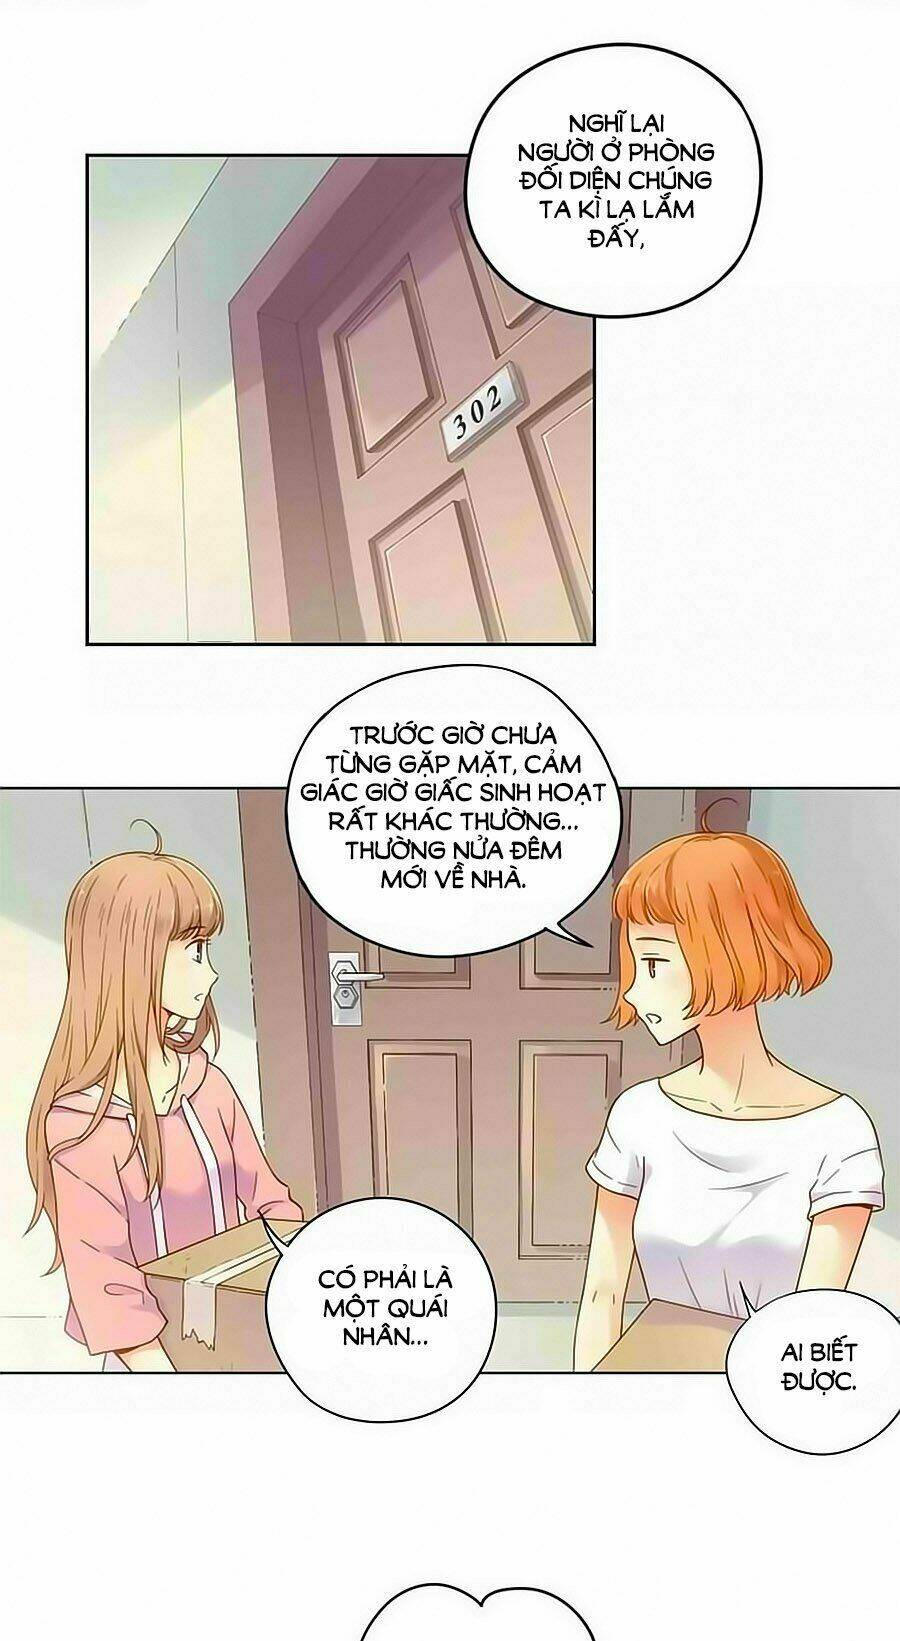 NGHĨ LẠI
NGƯỜI Ở PHÒNG
ĐỐI DIỆN CHÚNG
TA KÌ LẠ LẮM
ĐẤY,
302
TRƯỚC GIỜ CHƯA
TỪNG GẶP MẶT, CẢM
GIÁC GIỜ GIẤC SINH HOẠT
RẤT KHÁC THƯỜNG...
THƯỜNG NỬA ĐÊM
MỚI VỀ NHÀ.
CÓ PHẢI LÀ
MỘT QUÁI
NHÂN...
AI BIẾT
ĐƯỢC.